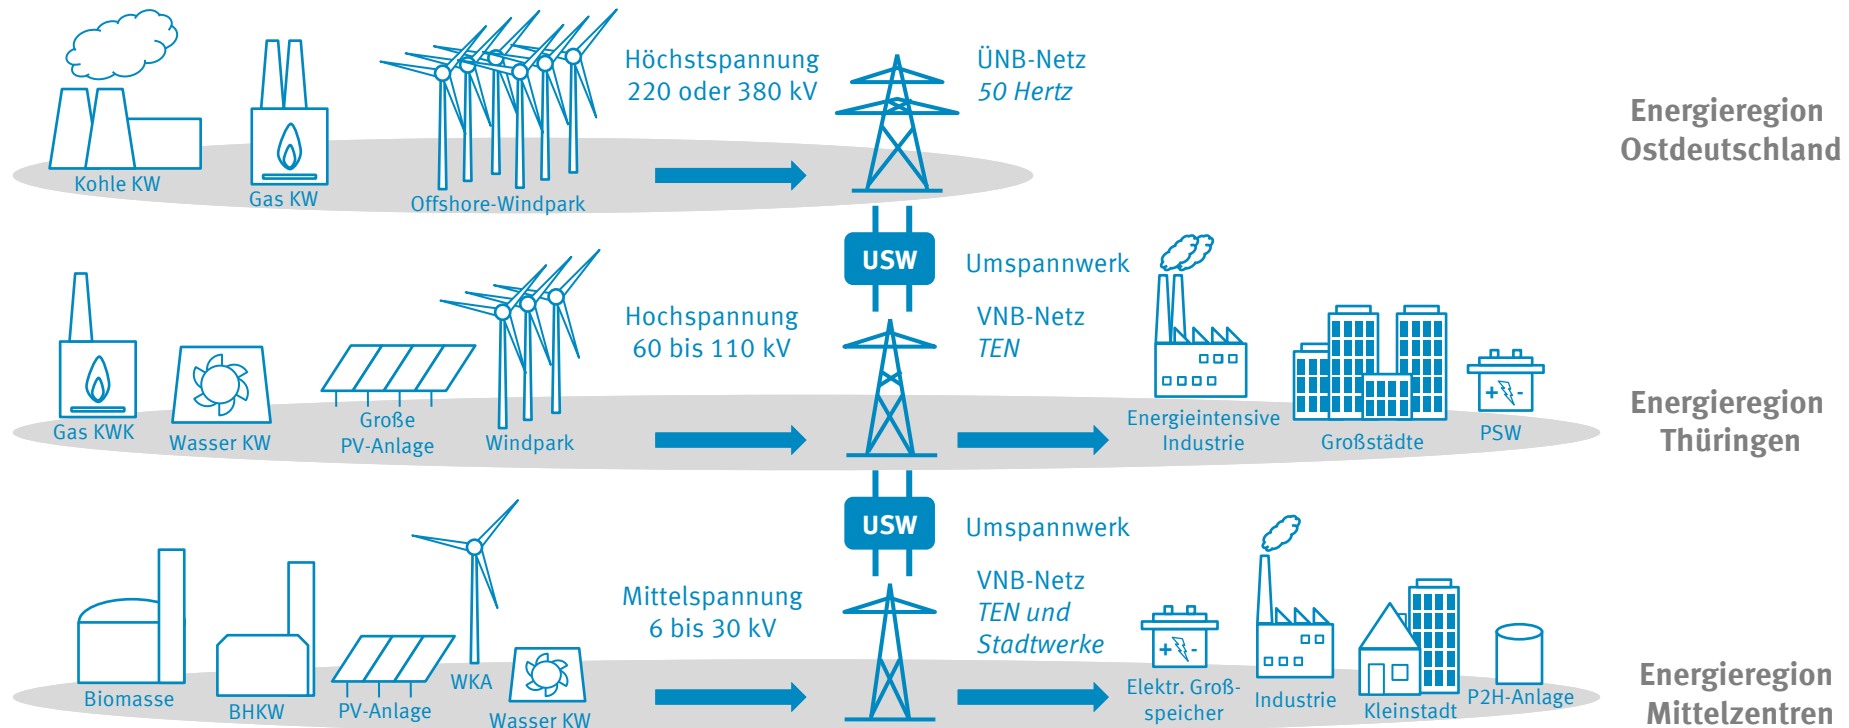 Höchstspannung
220 oder 380 kV
ÜNB-Netz
50 Hertz
Energieregion
Ostdeutschland
Kohle KW
Gas KW
Offshore-Windpark
USW
Umspannwerk
Hochspannung
60 bis 110 kV
VNB-Netz
TEN
Energieregion
Thüringen
Gas KWK
Wasser KW
Große
PV-Anlage
Windpark
Energieintensive
Industrie
Großstädte
+ -
PSW
USW
Umspannwerk
Mittelspannung
6 bis 30 kV
VNB-Netz
TEN und
Stadtwerke
Energieregion
Mittelzentren
Biomasse
BHKW
PV-Anlage
WKA
Wasser KW
+ -
Elektr. Groß-
speicher
Industrie
Kleinstadt
P2H-Anlage